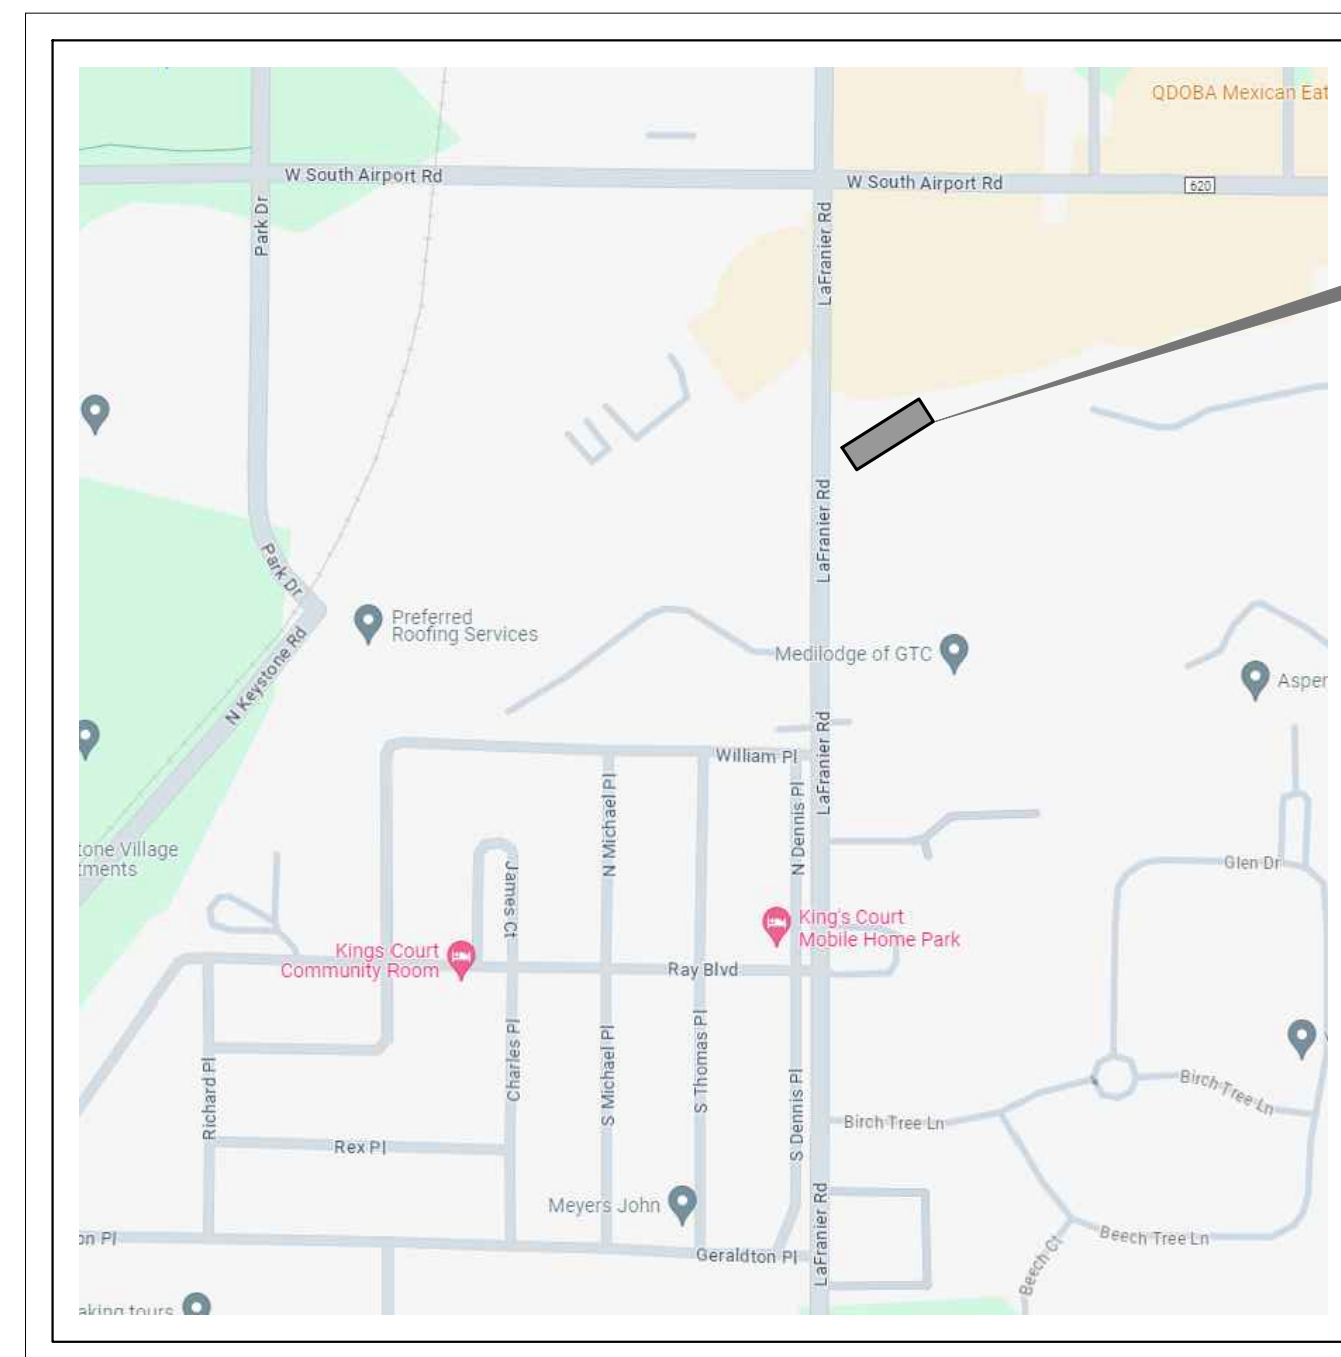 QDOBA Mexican Eat
W South Airport Rd
W South Airport Rd
620
Park Dr
LaFranier Rd
LaFranier Rd
Park Dr
Preferred
Roofing Services
N Keystone Rd
Medilodge of GTC
Asper
LaFranier Rd
William Pl
N Michael Pl
N Dennis Pl
tone Village
tments
James Ct
Glen Dr
King's Court
Mobile Home Park
Kings Court
Community Room
Ray Blvd
Richard Pl
Charles Pl
S Michael Pl
S Thomas Pl
S Dennis Pl
Birch Tree Ln
Birch Tree Ln
Rex Pl
Meyers John
LaFranier Rd
on Pl
Geraldton Pl
Beech Ct
Beech Tree Ln
aking tours